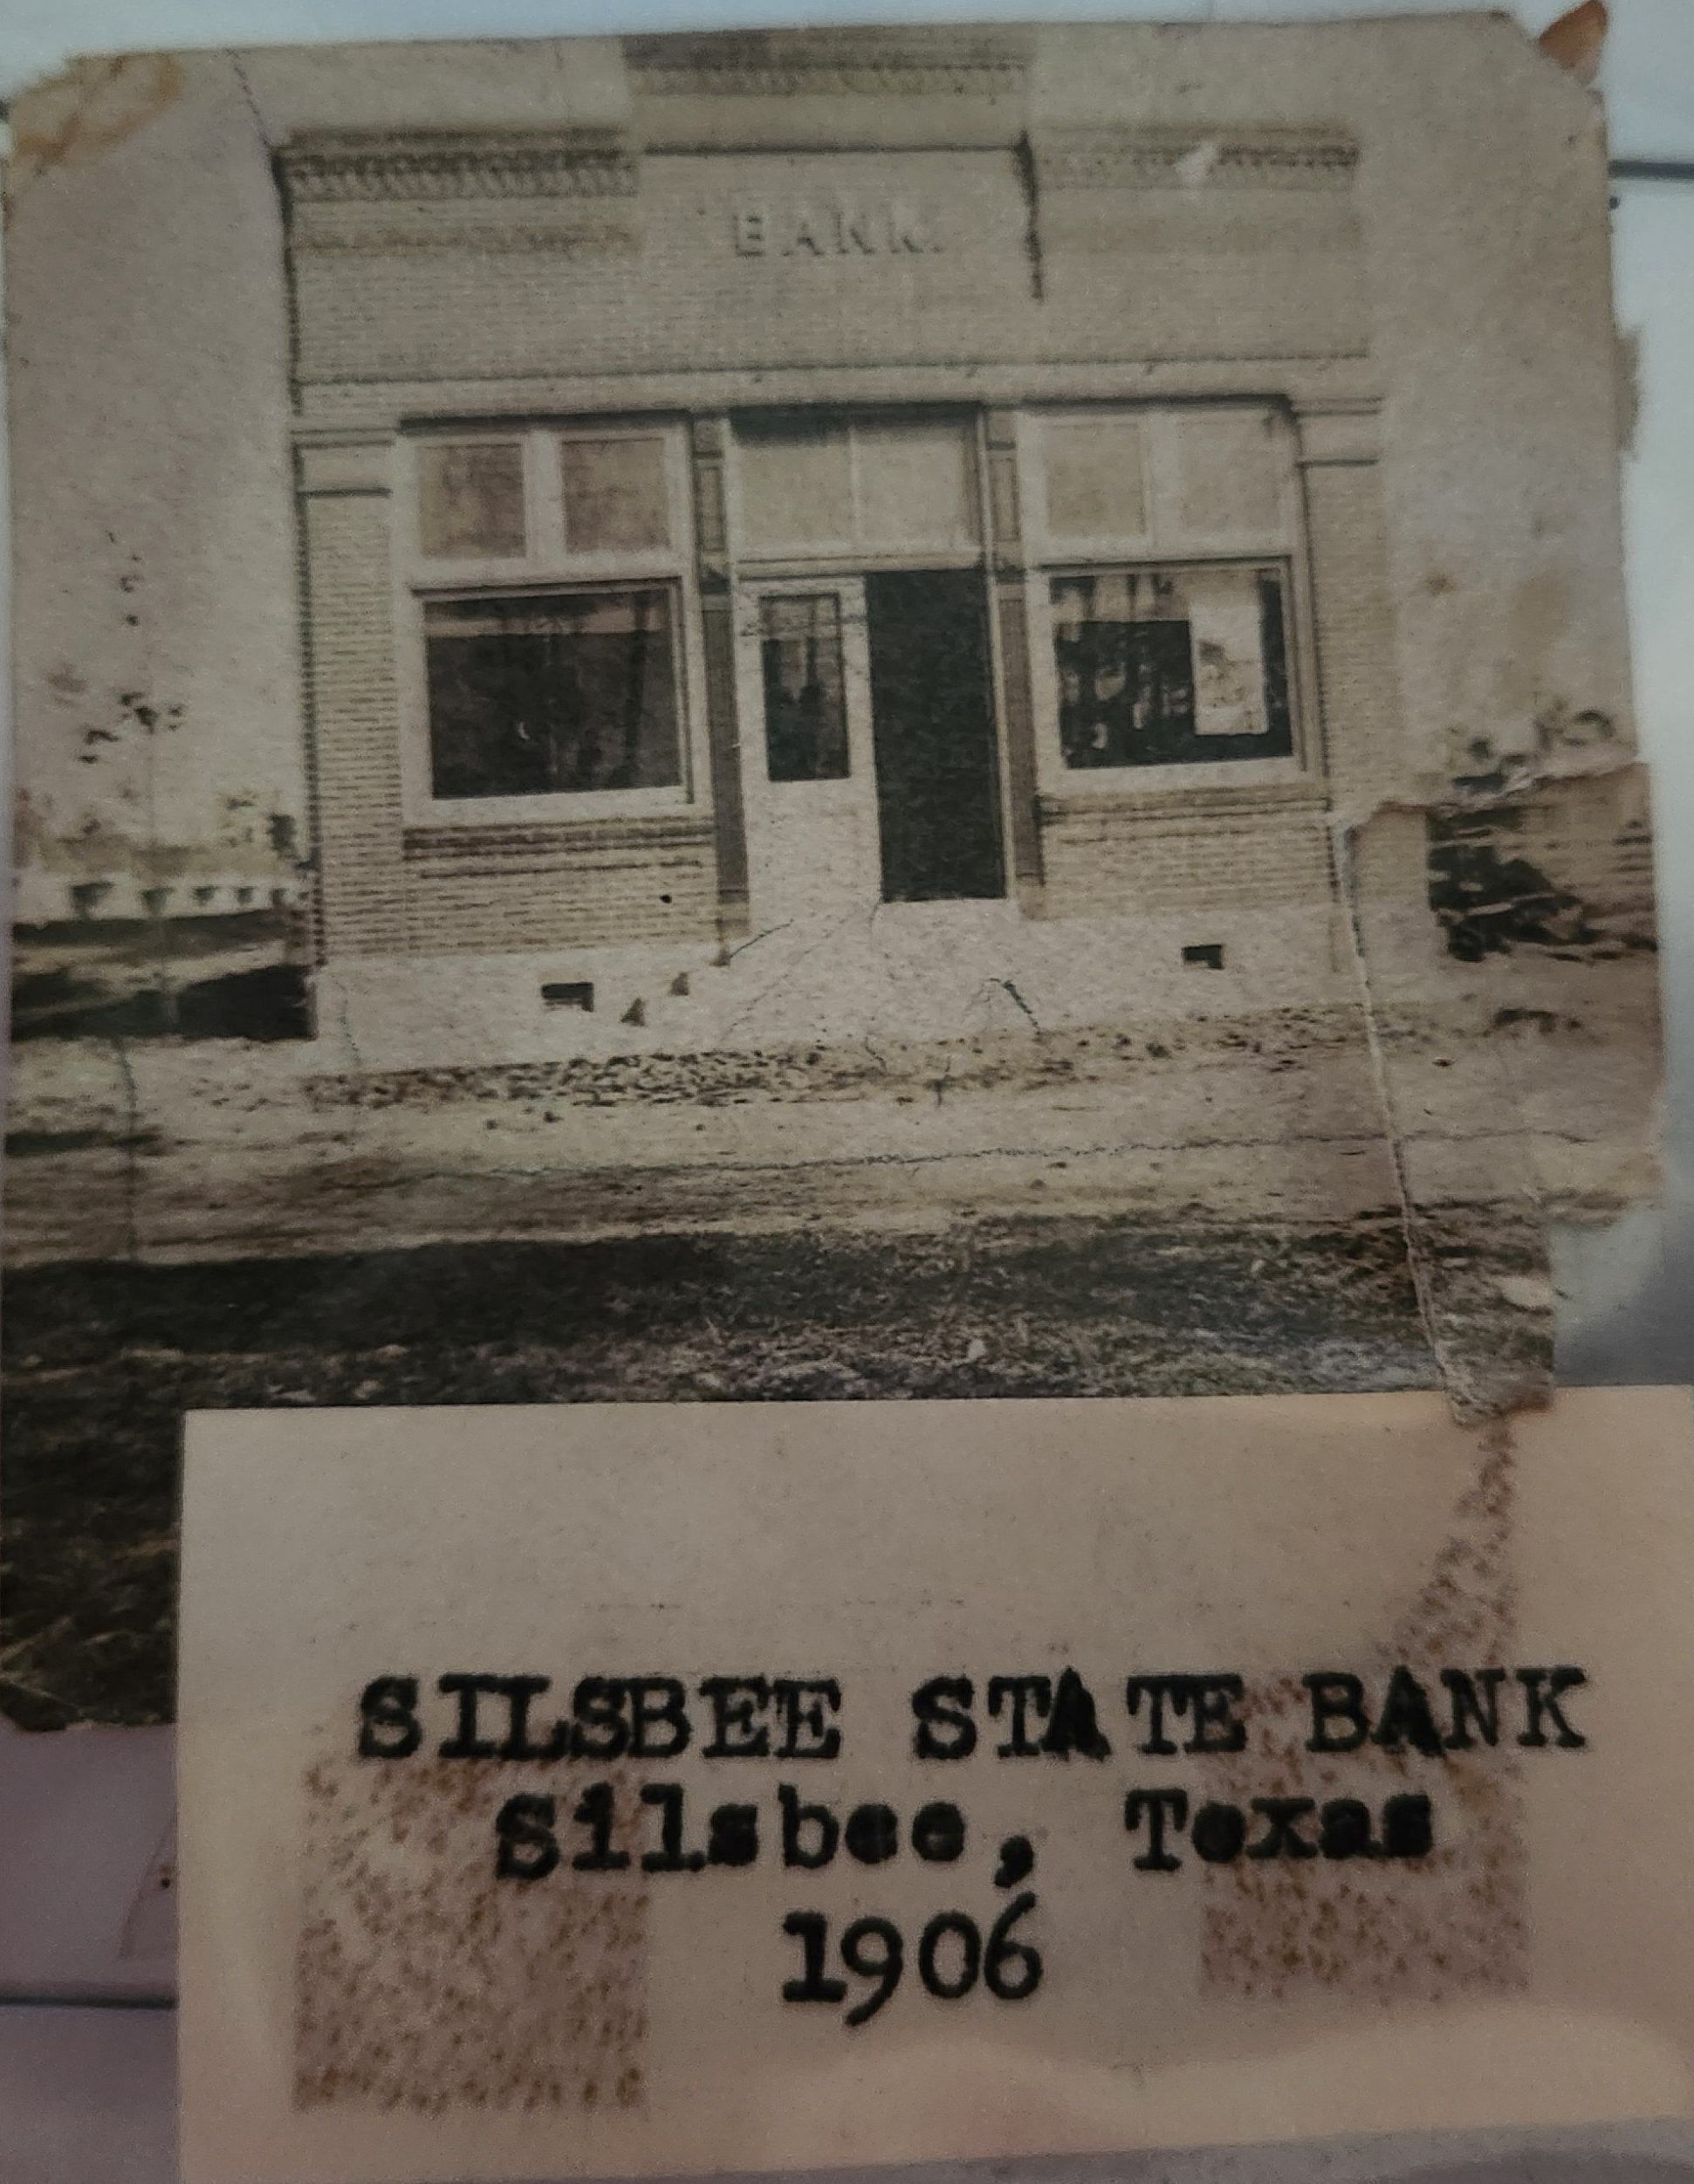 BANK.
SILSBEE STATE BANK
Silsbee, Texas
1906